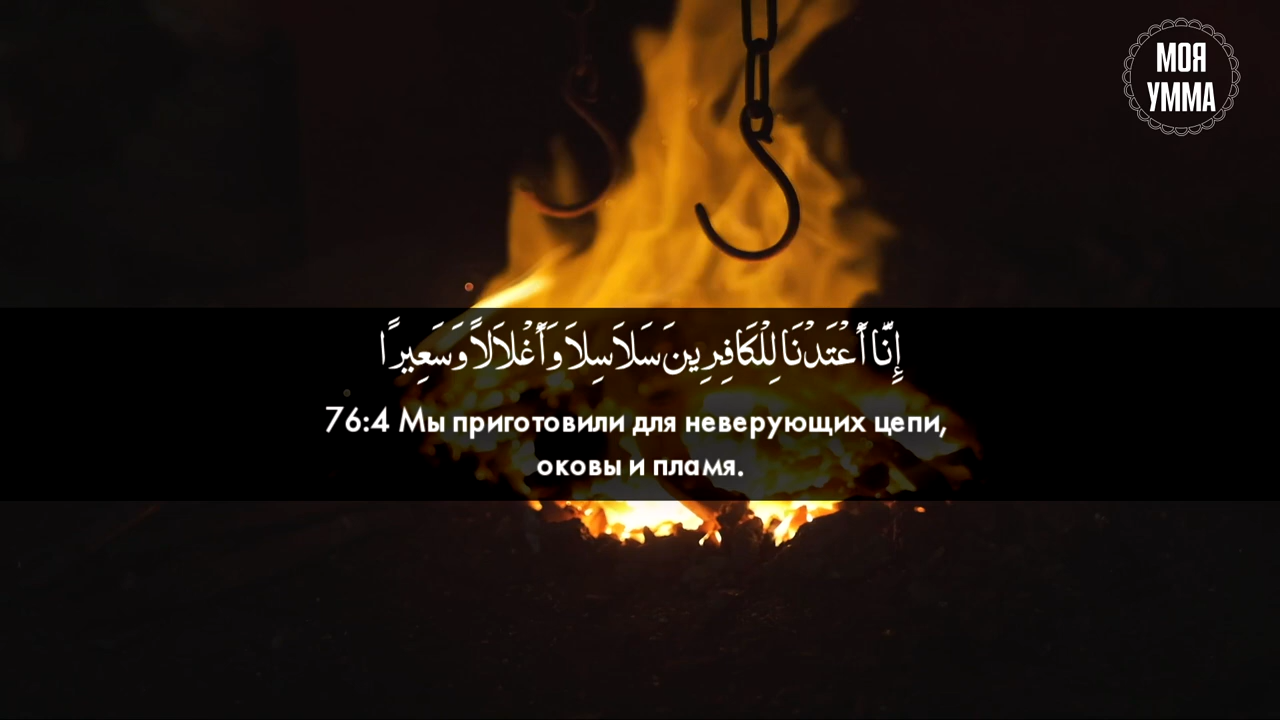 МОЯ
УММА
إِنَّا أَعْتَدْنَا لِلْكَافِرِينَ سَلَاسِلَا وَأَغْلَالًا وَسَعِيرًا
76:4 Мы приготовили для неверующих цепи,
оковы и пламя.